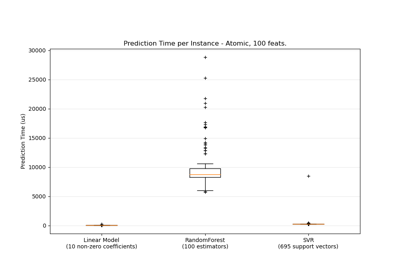 Prediction Time per Instance - Atomic, 100 feats.
30000
25000
20000
15000
10000
5000
0
Prediction Time (us)
Linear Model
(10 non-zero coefficients)
RandomForest
(100 estimators)
SVR
(695 support vectors)